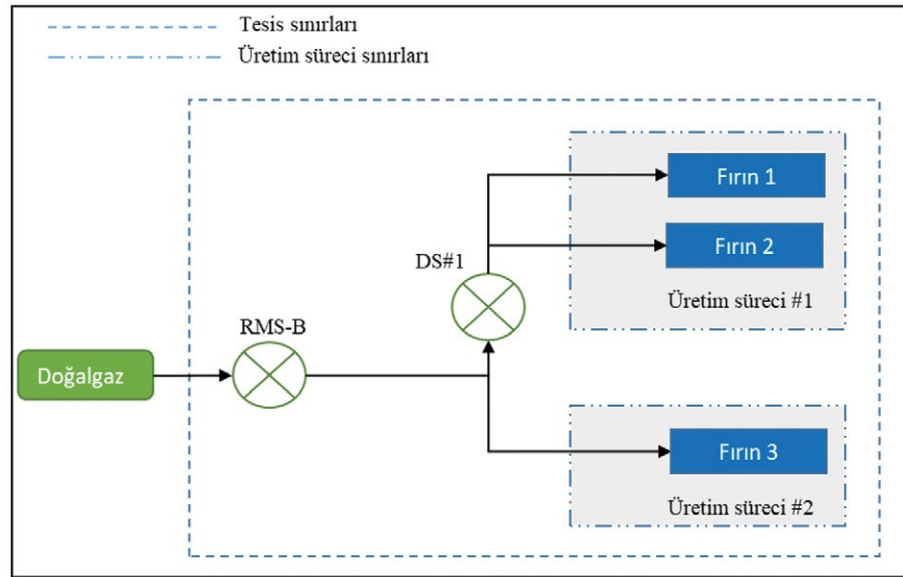 Tesis sınırları
Üretim süreci sınırları
Fırın 1
Fırın 2
DS#1
Üretim süreci #1
RMS-B
Doğalgaz
Fırın 3
Üretim süreci #2